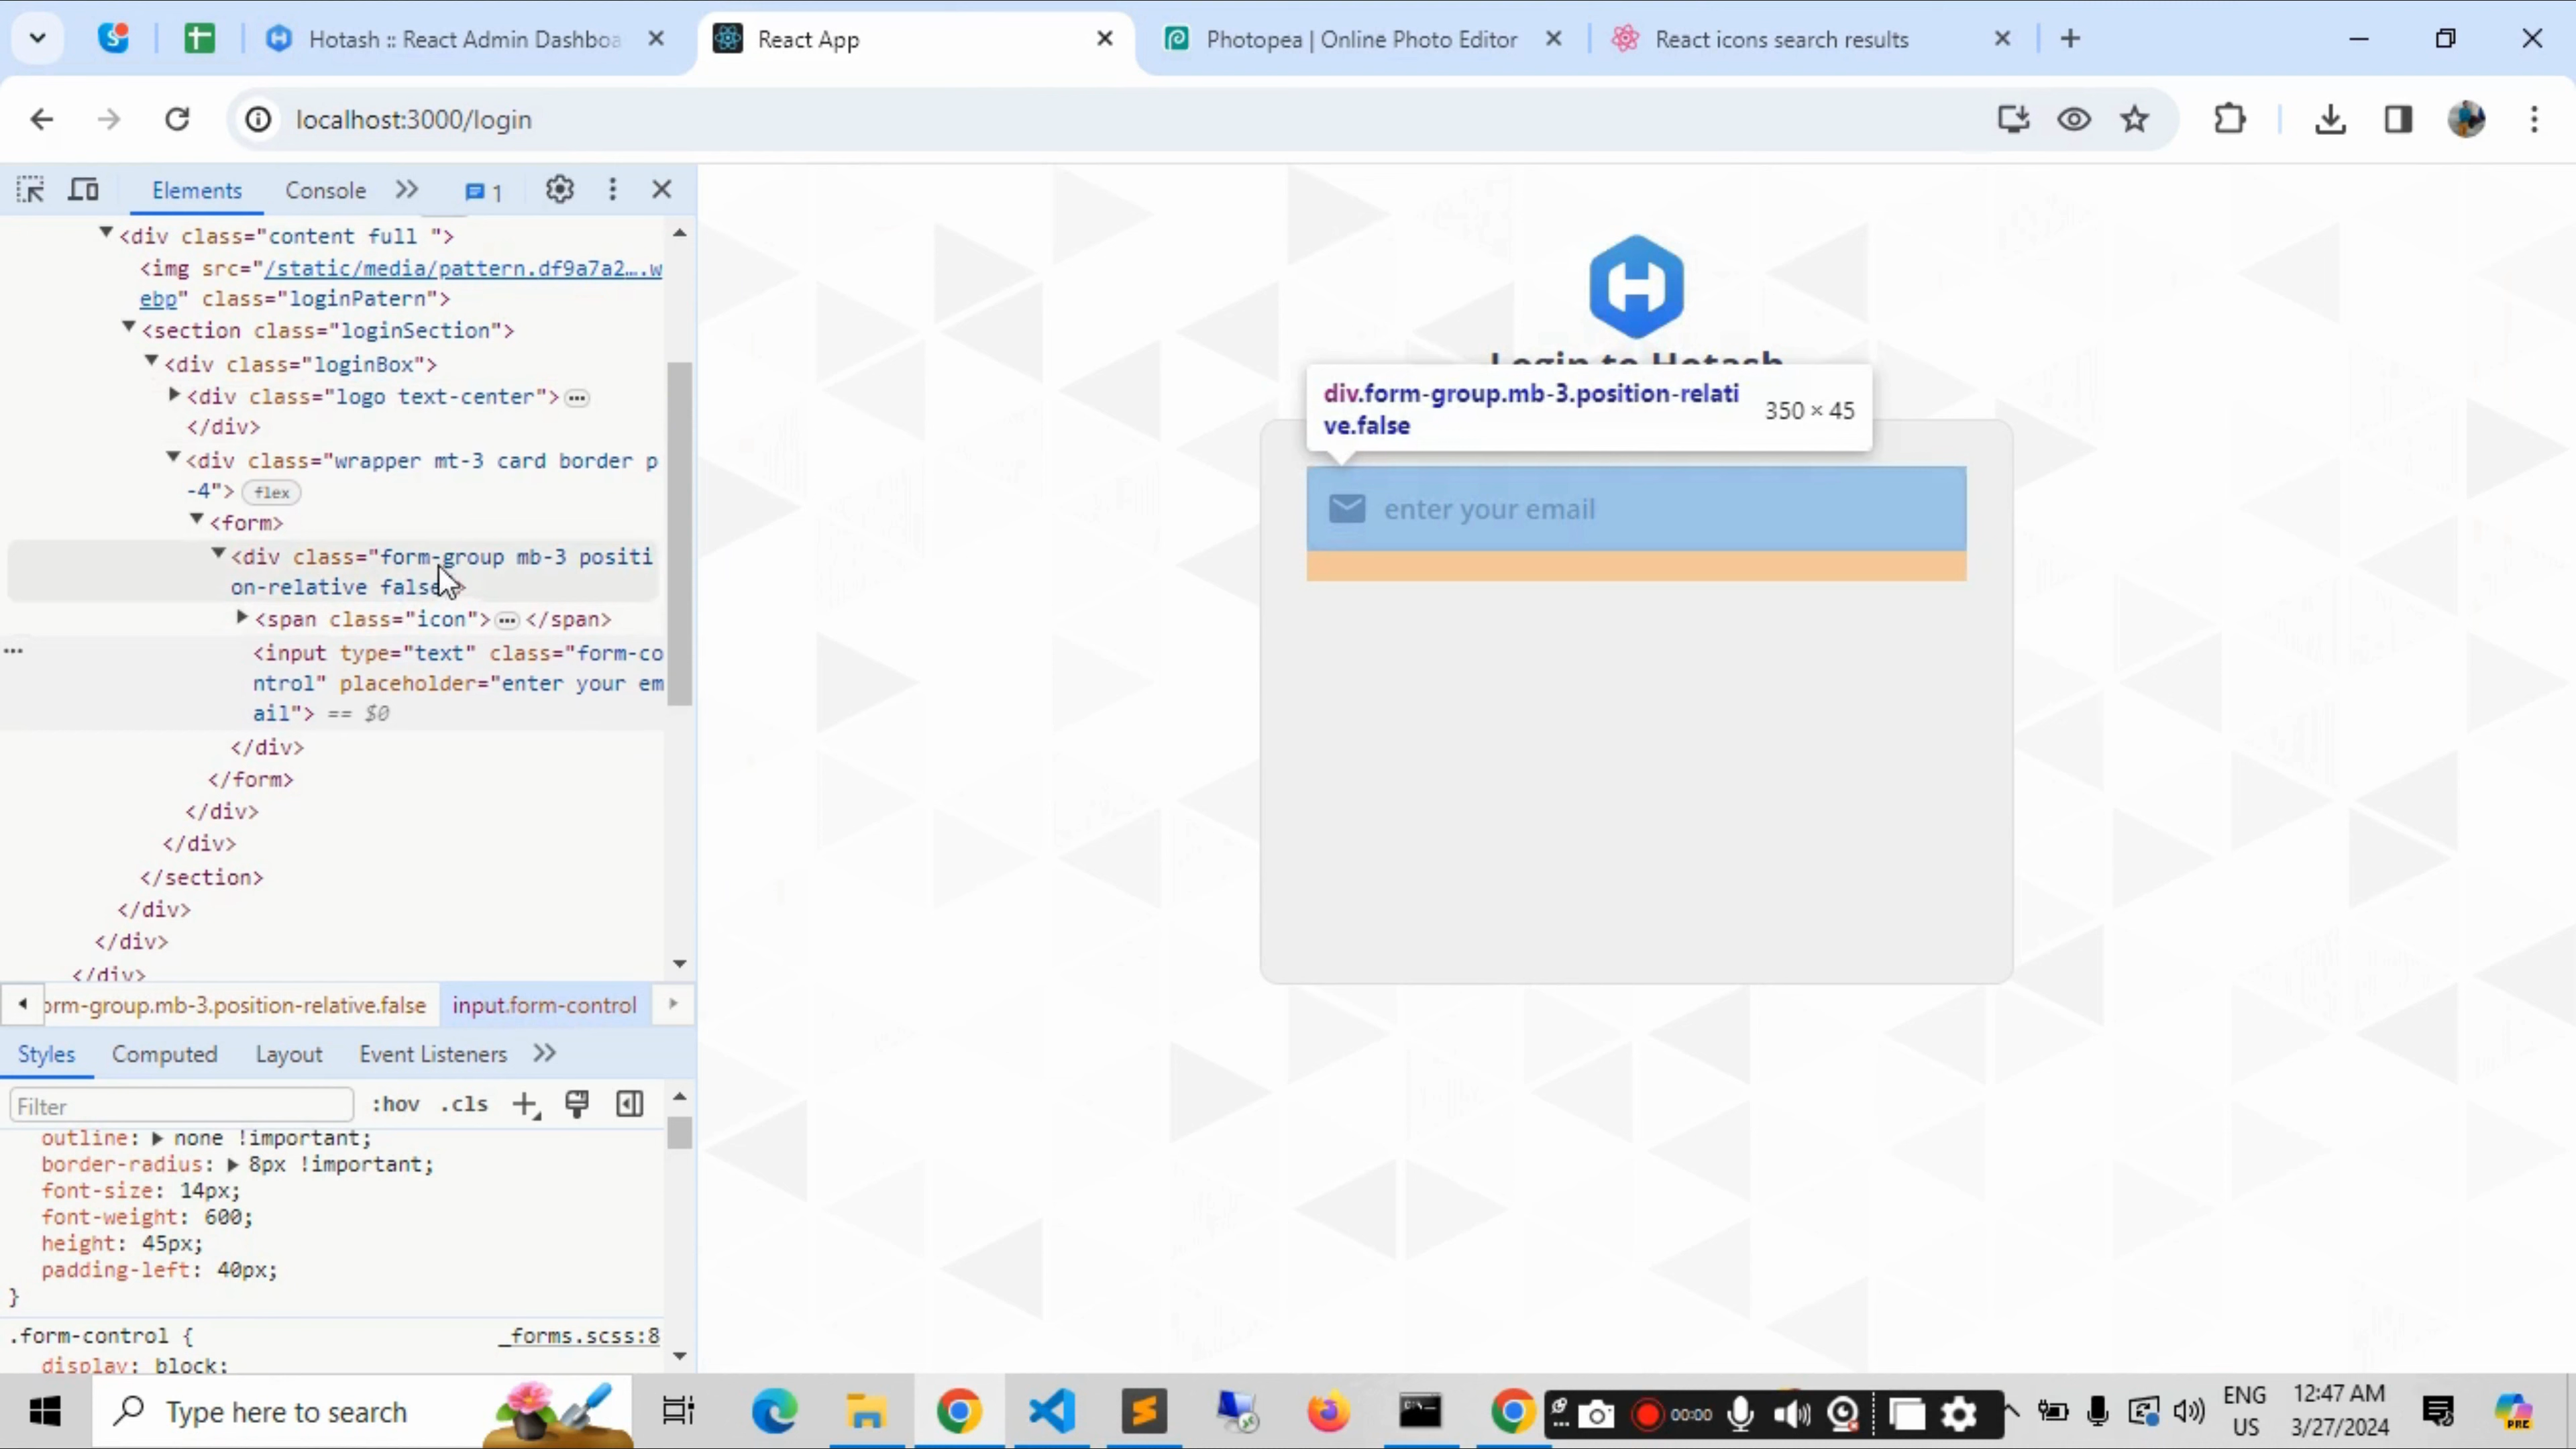 Hotash :: React Admin Dashboa
React App
Photopea | Online Photo Editor
React icons search results
localhost:3000/login
Elements
Console
1
<div class="content full ">
<img src="/static/media/pattern.df9a7a2….w
ebp" class="loginPatern">
<section class="loginSection">
<div class="loginBox">
<div class="logo text-center">
</div>
<div class="wrapper mt-3 card border p
-4"> flex
<form>
<div class="form-group mb-3 positi
on-relative false
<span class="icon"> </span>
<input type="text" class="form-co
ntrol" placeholder="enter your em
ail"> == $0
</div>
</form>
</div>
</div>
</section>
</div>
</div>
</div>
orm-group.mb-3.position-relative.false
input.form-control
Styles
Computed
Layout
Event Listeners
Filter
:hov
.cls
outline: none !important;
border-radius: 8px !important;
font-size: 14px;
font-weight: 600;
height: 45px;
padding-left: 40px;
}
.form-control {
_forms.scss:8
display: block;
Login to Hotash
div.form-group.mb-3.position-relati
ve.false
350 × 45
enter your email
Type here to search
00:00
ENG
US
12:47 AM
3/27/2024
PRE